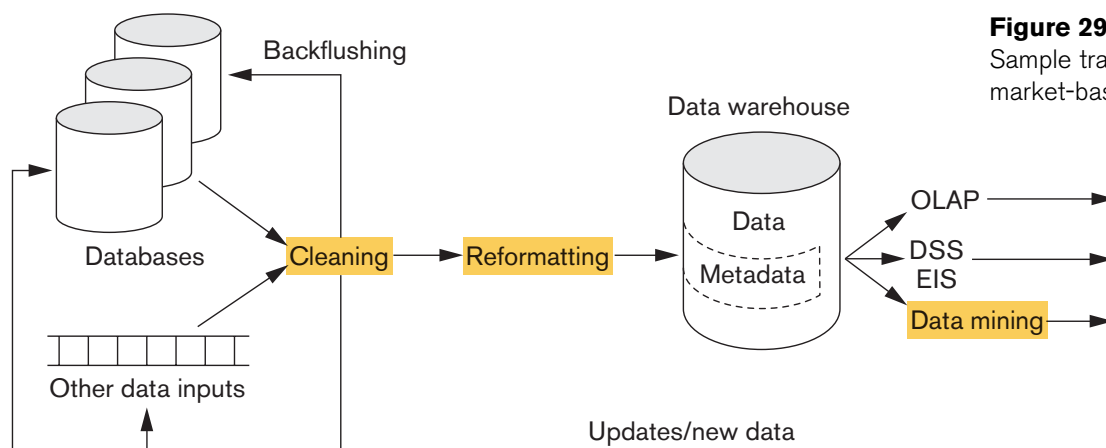 Figure 29
Sample tra
market-bas
Backflushing
Data warehouse
Databases
Cleaning
Reformatting
Data
Metadata
OLAP
DSS
EIS
Data mining
Other data inputs
Updates/new data